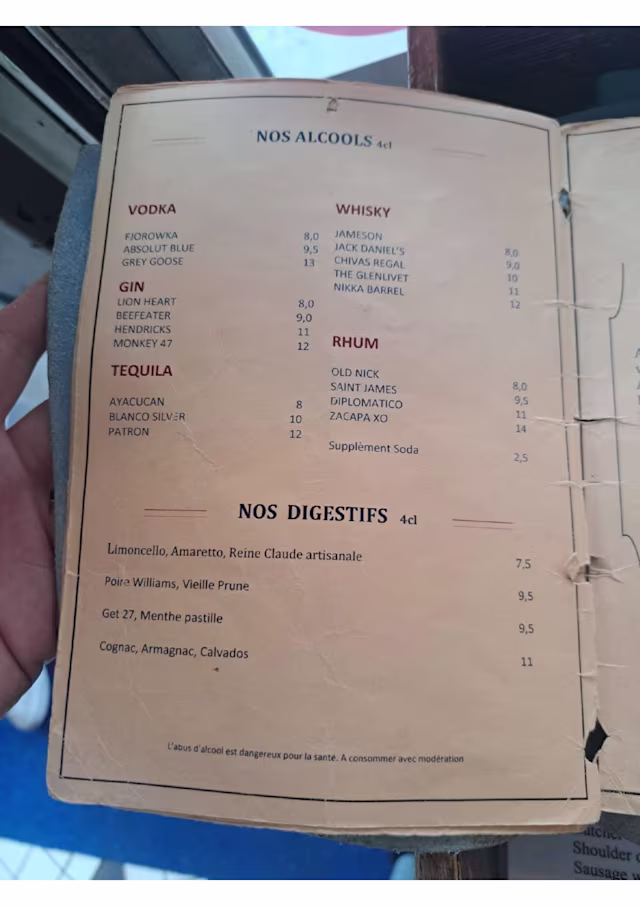 NOS ALCOOLS 4cl
VODKA
FJOROWKA 8,0
ABSOLUT BLUE 9,5
GREY GOOSE 13
GIN
LION HEART 8,0
BEEFEATER 9,0
HENDRICKS 11
MONKEY 47 12
TEQUILA
AYACUCAN 8
BLANCO SILVER 10
PATRON 12
WHISKY
JAMESON 8,0
JACK DANIEL'S 9,0
CHIVAS REGAL 10
THE GLENLIVET 11
NIKKA BARREL 12
RHUM
OLD NICK 8,0
SAINT JAMES 9,5
DIPLOMATICO 11
ZACAPA XO 14
Supplèment Soda 2,5
NOS DIGESTIFS 4cl
Limoncello, Amaretto, Reine Claude artisanale 7,5
Poire Williams, Vieille Prune 9,5
Get 27, Menthe pastille 9,5
Cognac, Armagnac, Calvados 11
L'abus d'alcool est dangereux pour la sante. A consommer avec modération
Shoulder
Sausage